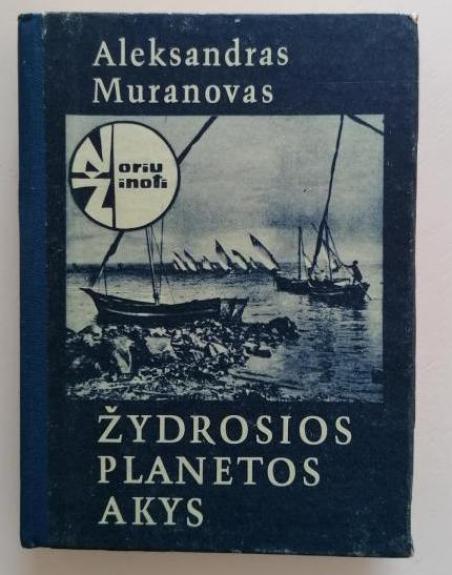 Aleksandras
Muranovas
Noriu
Žinoti
ŽYDROSIOS
PLANETOS
AKYS